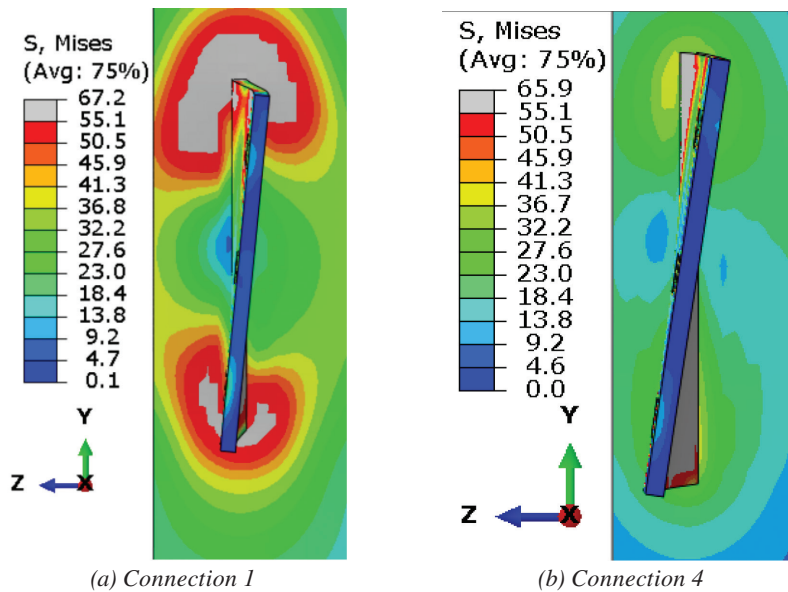 S, Mises
(Avg: 75%)
67.2
55.1
50.5
45.9
41.3
36.8
32.2
27.6
23.0
18.4
13.8
9.2
4.7
0.1
Y
Z X
(a) Connection 1
S, Mises
(Avg: 75%)
65.9
55.1
50.5
45.9
41.3
36.7
32.2
27.6
23.0
18.4
13.8
9.2
4.6
0.0
Y
Z X
(b) Connection 4